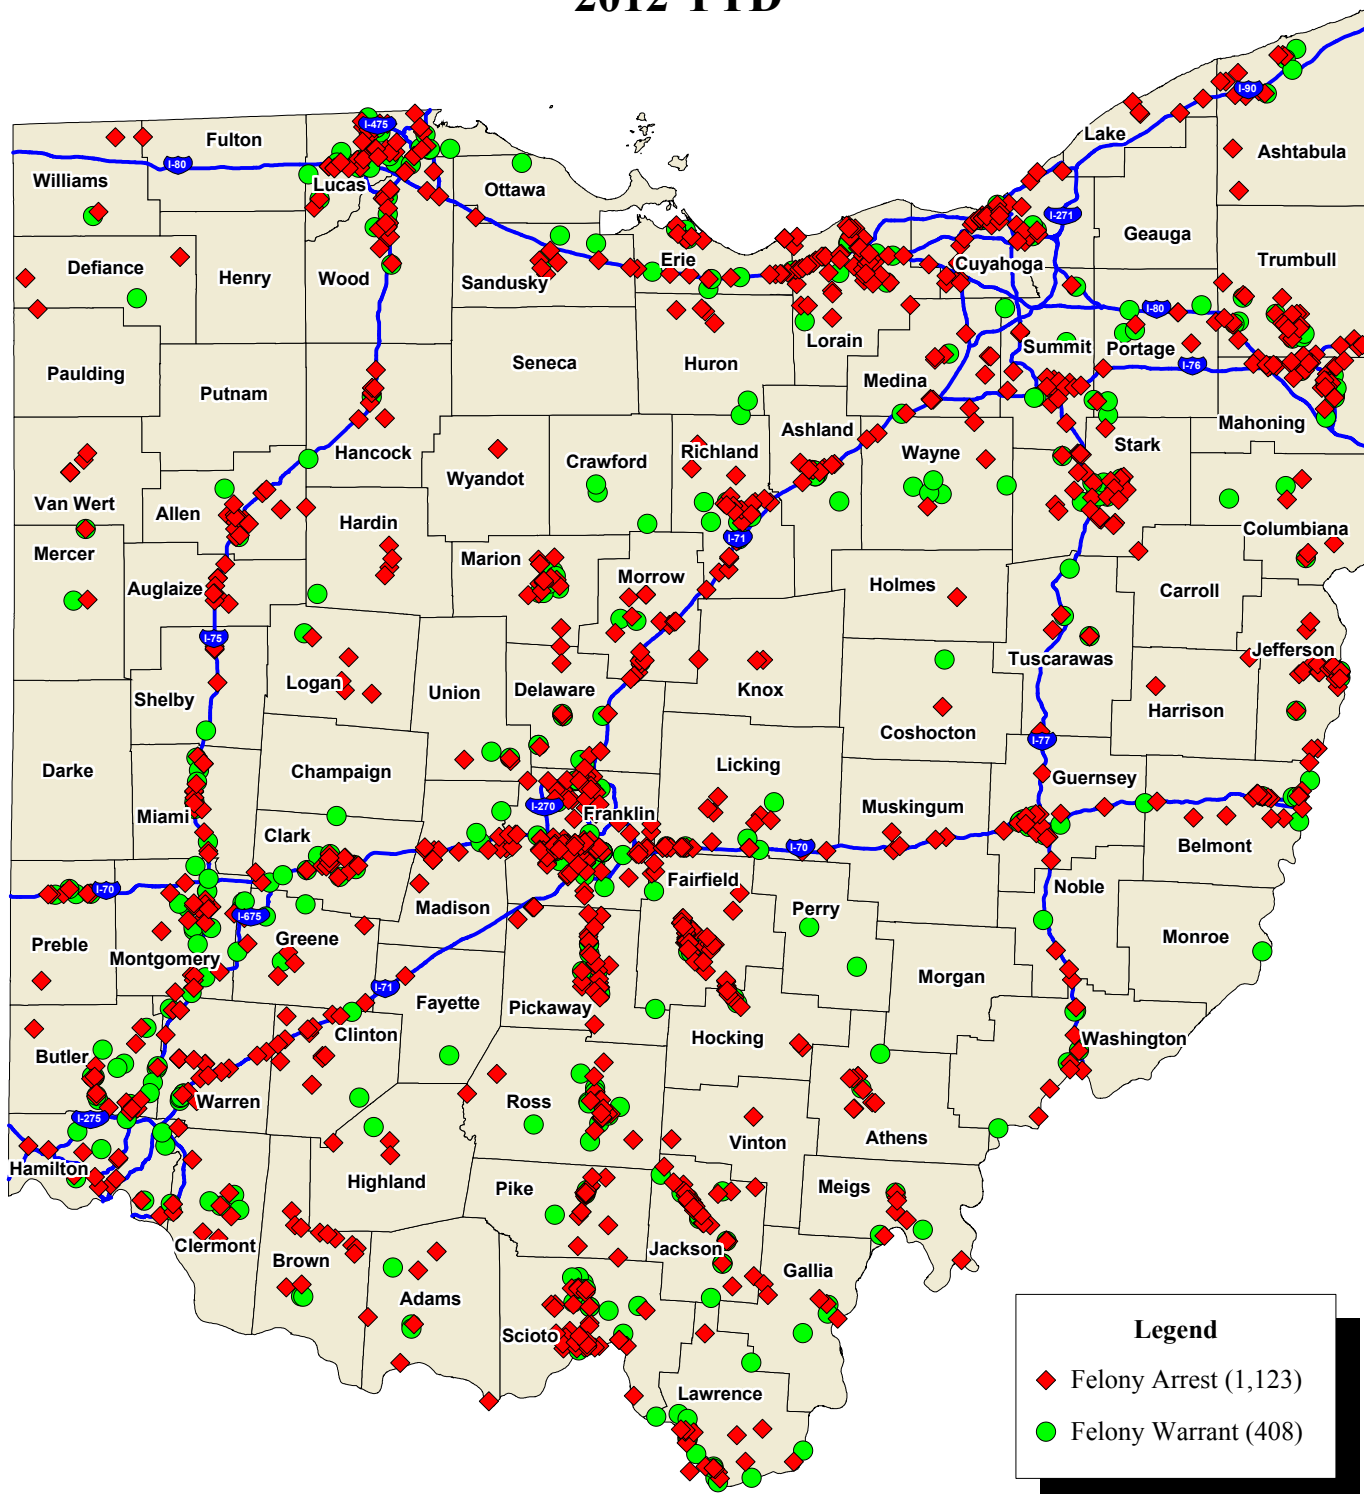 2012 YTD
I-90
Lake
Ashtabula
I-475
Fulton
I-80
Williams
Lucas
Ottawa
I-271
Geauga
Trumbull
Defiance
Henry
Wood
Sandusky
Erie
Cuyahoga
I-80
Lorain
Summit
Portage
I-76
Paulding
Putnam
Seneca
Huron
Medina
Mahoning
Hancock
Wyandot
Crawford
Richland
Ashland
Wayne
Stark
Van Wert
Allen
Hardin
I-71
Columbiana
Mercer
Auglaize
Marion
Morrow
Holmes
Carroll
I-75
Jefferson
Tuscarawas
Shelby
Logan
Union
Delaware
Knox
Coshocton
Harrison
I-77
Darke
Champaign
Licking
Guernsey
Miami
I-270
Franklin
Muskingum
Clark
I-70
Belmont
I-70
Fairfield
Noble
I-675
Madison
Perry
Preble
Greene
Montgomery
Monroe
I-71
Fayette
Pickaway
Morgan
Clinton
Hocking
Washington
Butler
Warren
Ross
I-275
Vinton
Athens
Hamilton
Highland
Pike
Meigs
Clermont
Brown
Jackson
Gallia
Adams
Scioto
Lawrence
Legend
Felony Arrest (1,123)
Felony Warrant (408)